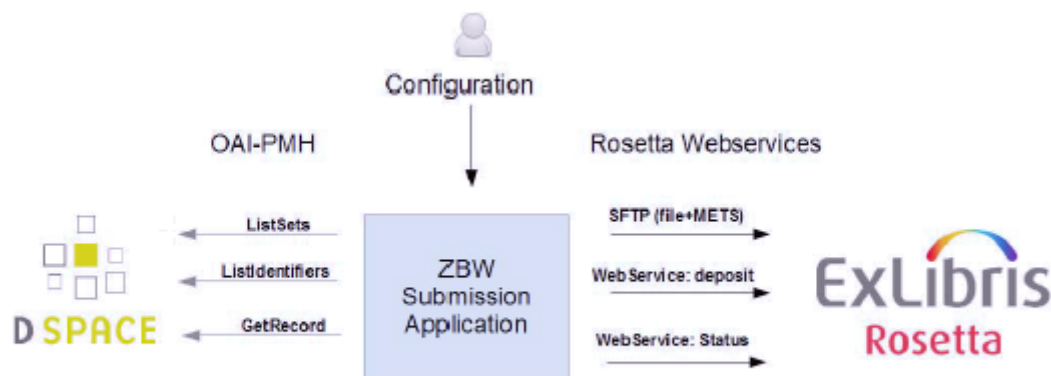 Configuration
OAI-PMH
Rosetta Webservices
ListSets
ListIdentifiers
GetRecord
ZBW
Submission
Application
SFTP (file+METS)
WebService: deposit
WebService: Status
DSPACE
ExLibris
Rosetta